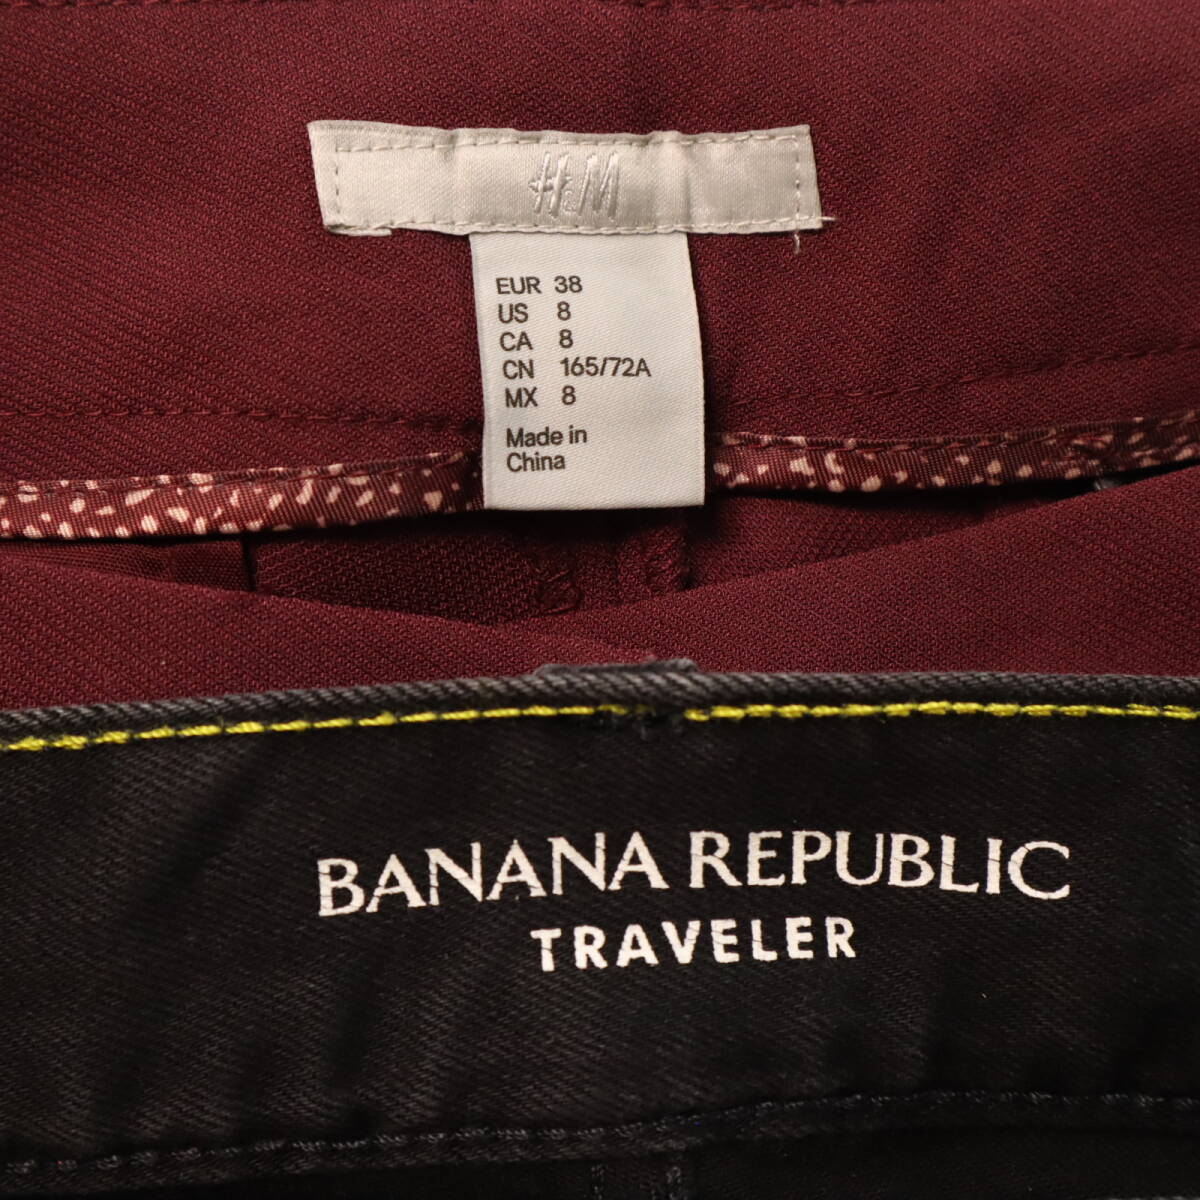 H&M
EUR 38
US 8
CA 8
CN 165/72A
MX 8
Made in
China
BANANA REPUBLIC
TRAVELER